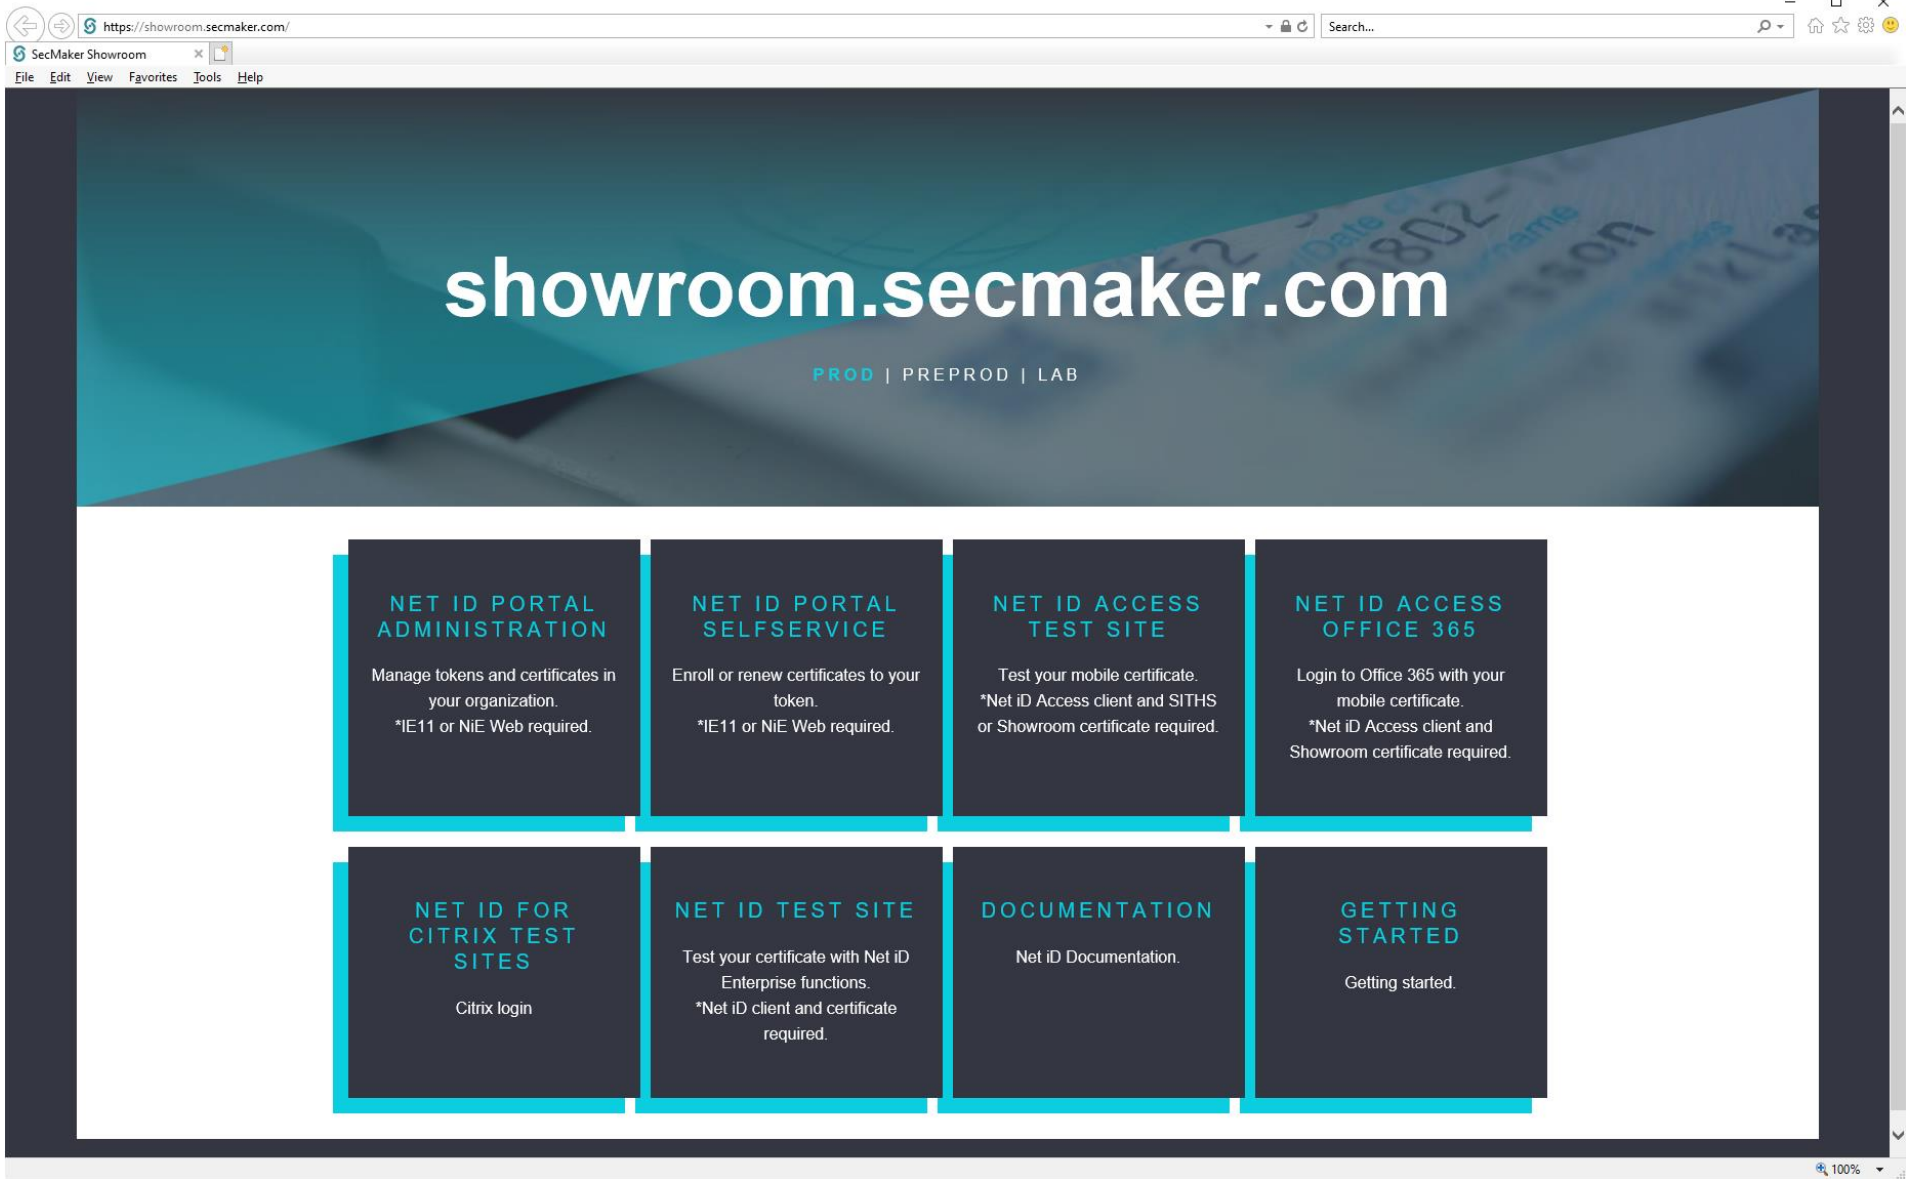 https://showroom.secmaker.com/
Search...
SecMaker Showroom
File Edit View Favorites Tools Help
showroom.secmaker.com
PROD | PREPROD | LAB
NET ID PORTAL
ADMINISTRATION
Manage tokens and certificates in
your organization.
*IE11 or NiE Web required.
NET ID PORTAL
SELFSERVICE
Enroll or renew certificates to your
token.
*IE11 or NiE Web required.
NET ID ACCESS
TEST SITE
Test your mobile certificate.
*Net iD Access client and SITHS
or Showroom certificate required.
NET ID ACCESS
OFFICE 365
Login to Office 365 with your
mobile certificate.
*Net iD Access client and
Showroom certificate required.
NET ID FOR
CITRIX TEST
SITES
Citrix login
NET ID TEST SITE
Test your certificate with Net iD
Enterprise functions.
*Net iD client and certificate
required.
DOCUMENTATION
Net iD Documentation.
GETTING
STARTED
Getting started.
100%